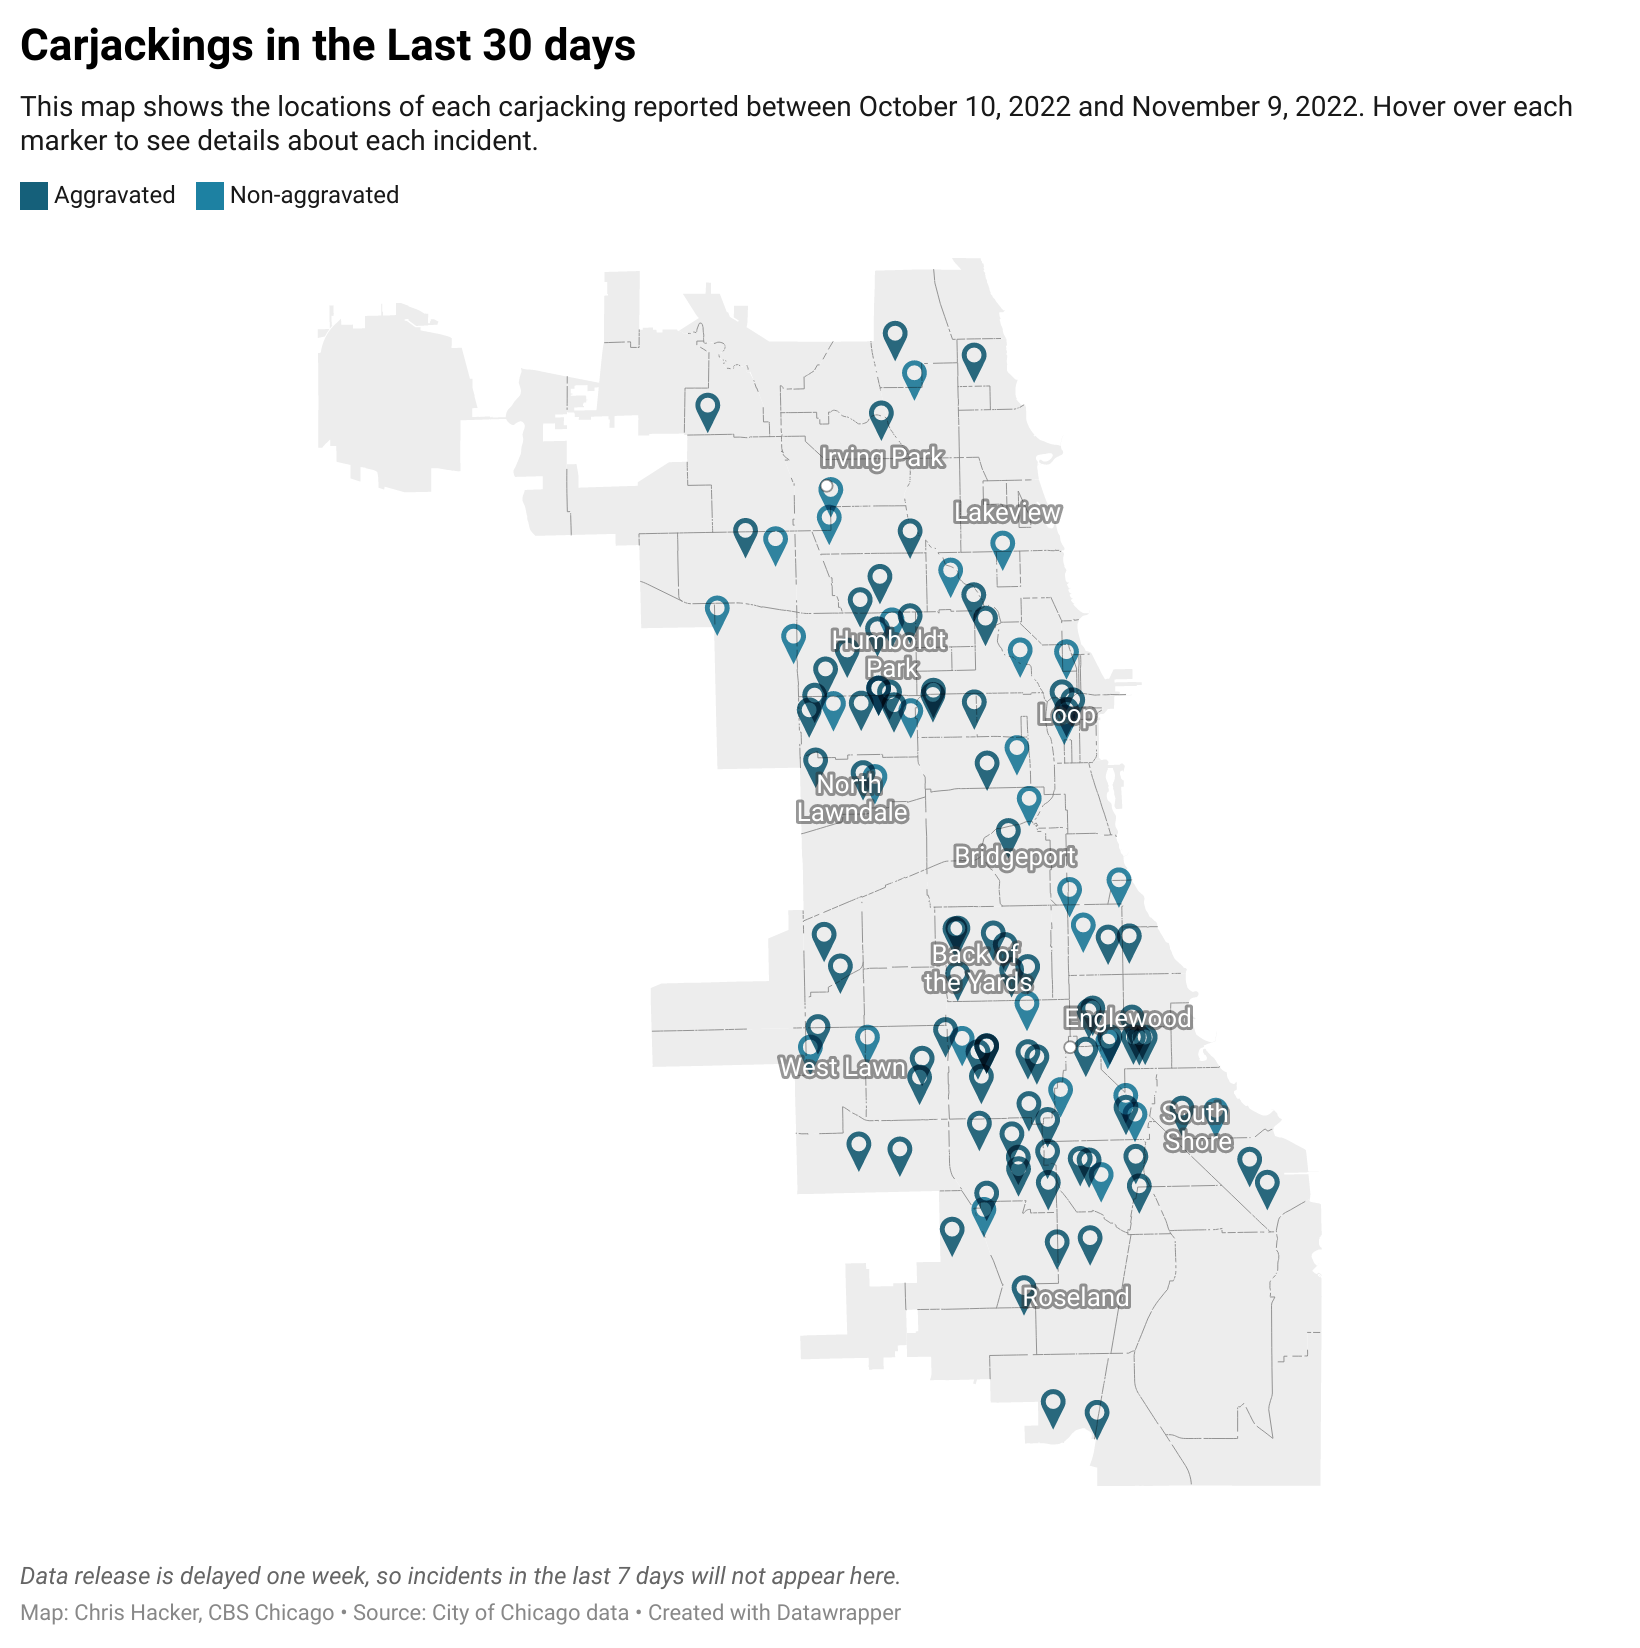 Carjackings in the Last 30 days
This map shows the locations of each carjacking reported between October 10, 2022 and November 9, 2022. Hover over each
marker to see details about each incident.
Aggravated Non-aggravated
Irving Park
Lakeview
Humboldt
Park
Loop
North
Lawndale
Bridgeport
Back of
the Yards
Englewood
West Lawn
South
Shore
Roseland
Data release is delayed one week, so incidents in the last 7 days will not appear here.
Map: Chris Hacker, CBS Chicago • Source: City of Chicago data • Created with Datawrapper